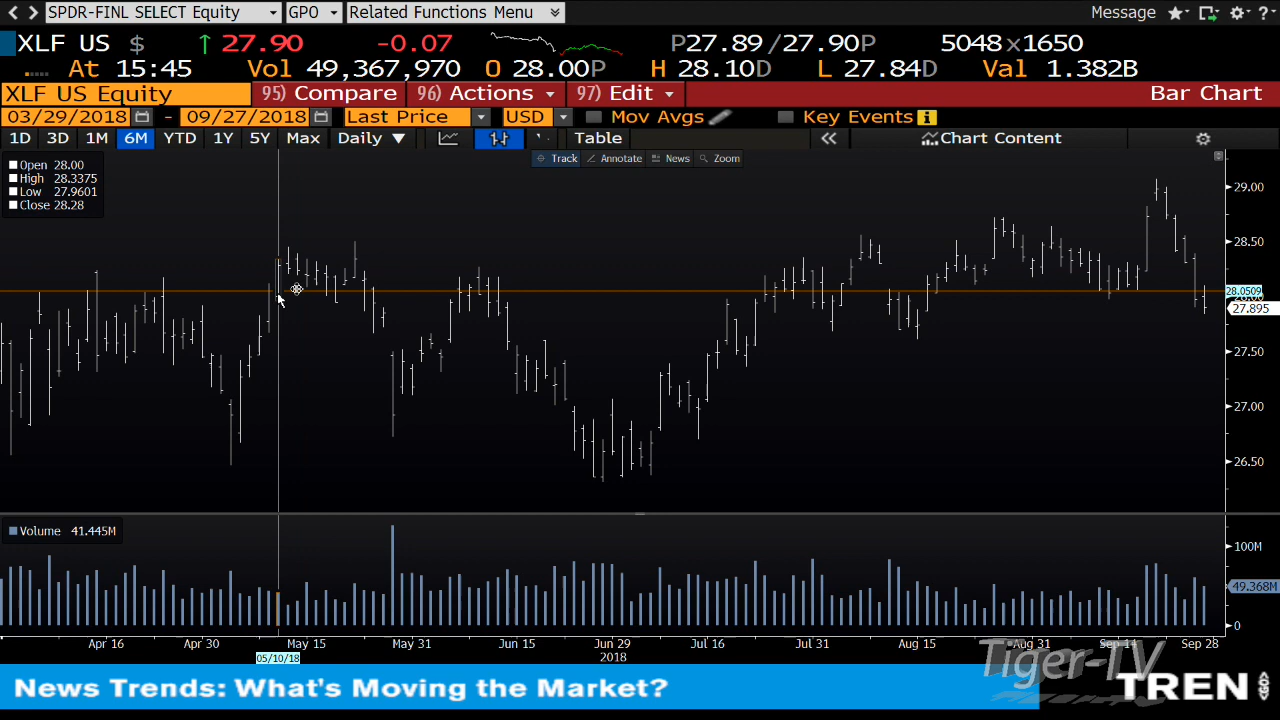 SPDR-FINL SELECT Equity GPO Related Functions Menu Message ?
XLF US $ ↑ 27.90 -0.07 P27.89/27.90P 5048x1650
At 15:45 Vol 49,367,970 O 28.00P H 28.10D L 27.84D Val 1.382B
XLF US Equity 95) Compare 96) Actions 97) Edit Bar Chart
03/29/2018 - 09/27/2018 Last Price USD Mov Avgs Key Events
1D 3D 1M 6M YTD 1Y 5Y Max Daily Table Chart Content
Track Annotate News Zoom
Open 28.00
High 28.3375
Low 27.9601
Close 28.28
29.00
28.50
28.0509
27.895
27.50
27.00
26.50
Volume 41.445M
100M
49.368M
0
Apr 16 Apr 30 May 15 May 31 Jun 15 Jun 29 Jul 16 Jul 31 Aug 15 Aug 31 Sep 14 Sep 28
05/10/18 2018
Tiger-TV
News Trends: What's Moving the Market? TREN